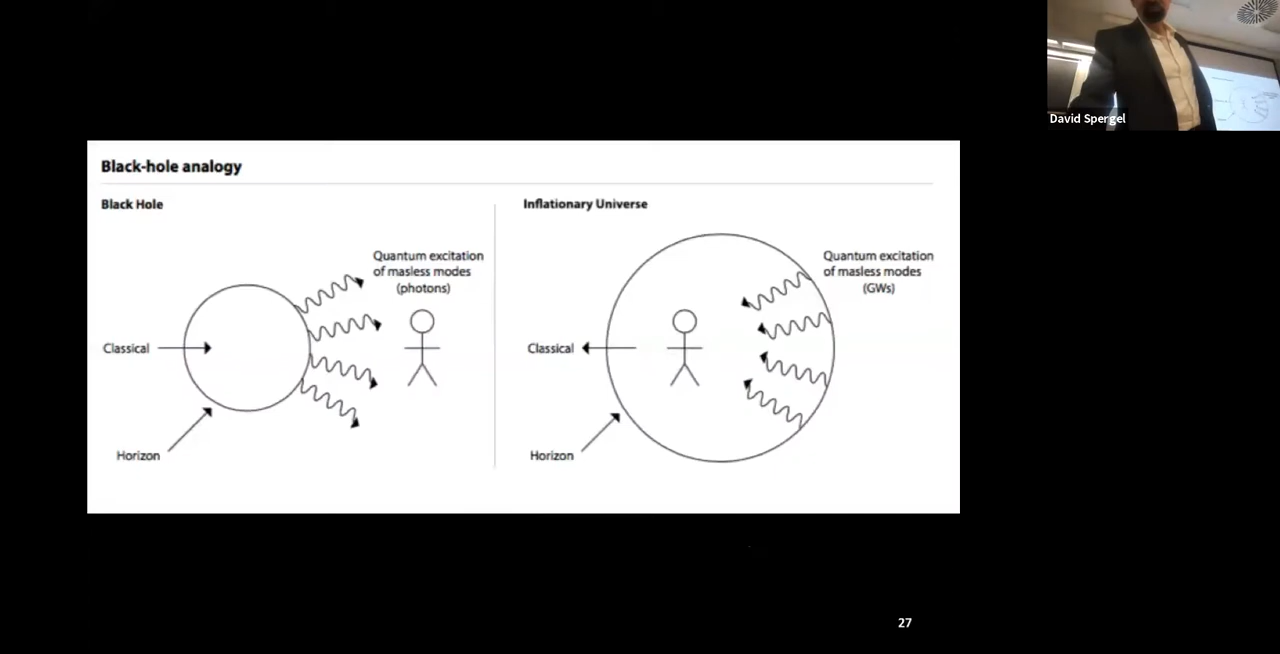 David Spergel
Black-hole analogy
Black Hole
Quantum excitation
of masless modes
(photons)
Classical
Horizon
Inflationary Universe
Quantum excitation
of masless modes
(GWs)
Classical
Horizon
27